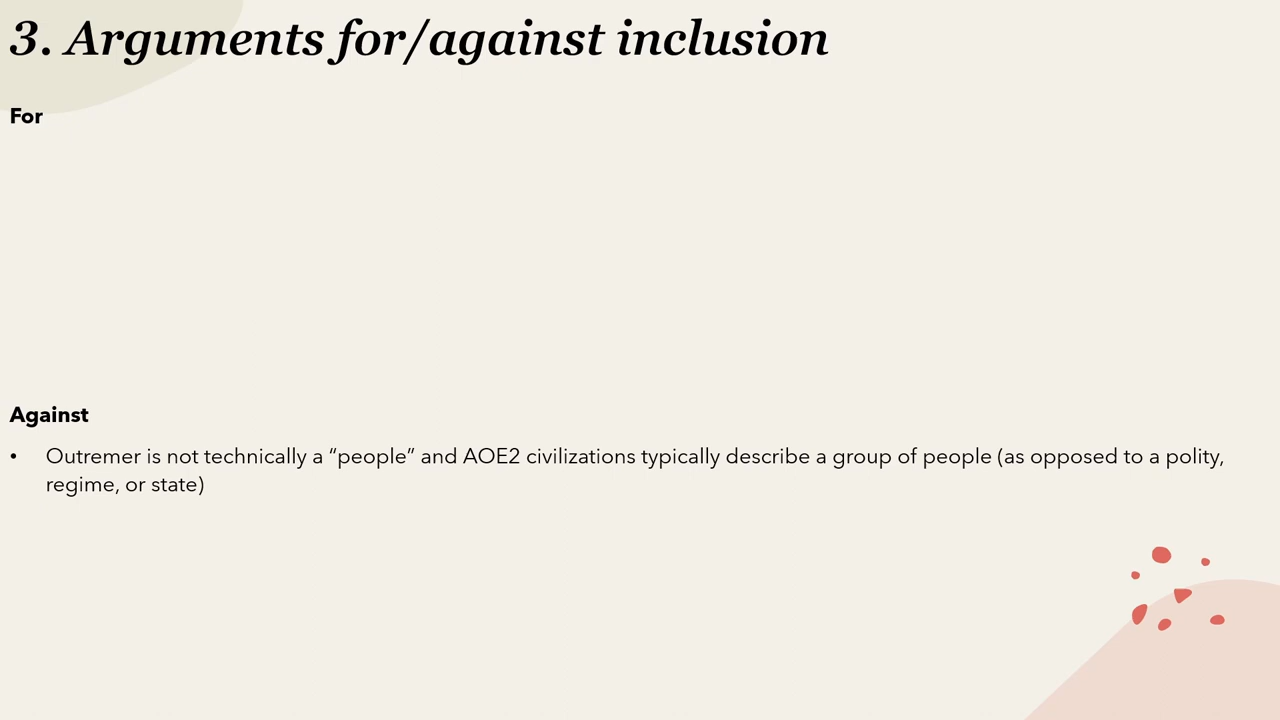 3. Arguments for/against inclusion
For
Against
• Outremer is not technically a “people” and AOE2 civilizations typically describe a group of people (as opposed to a polity,
regime, or state)